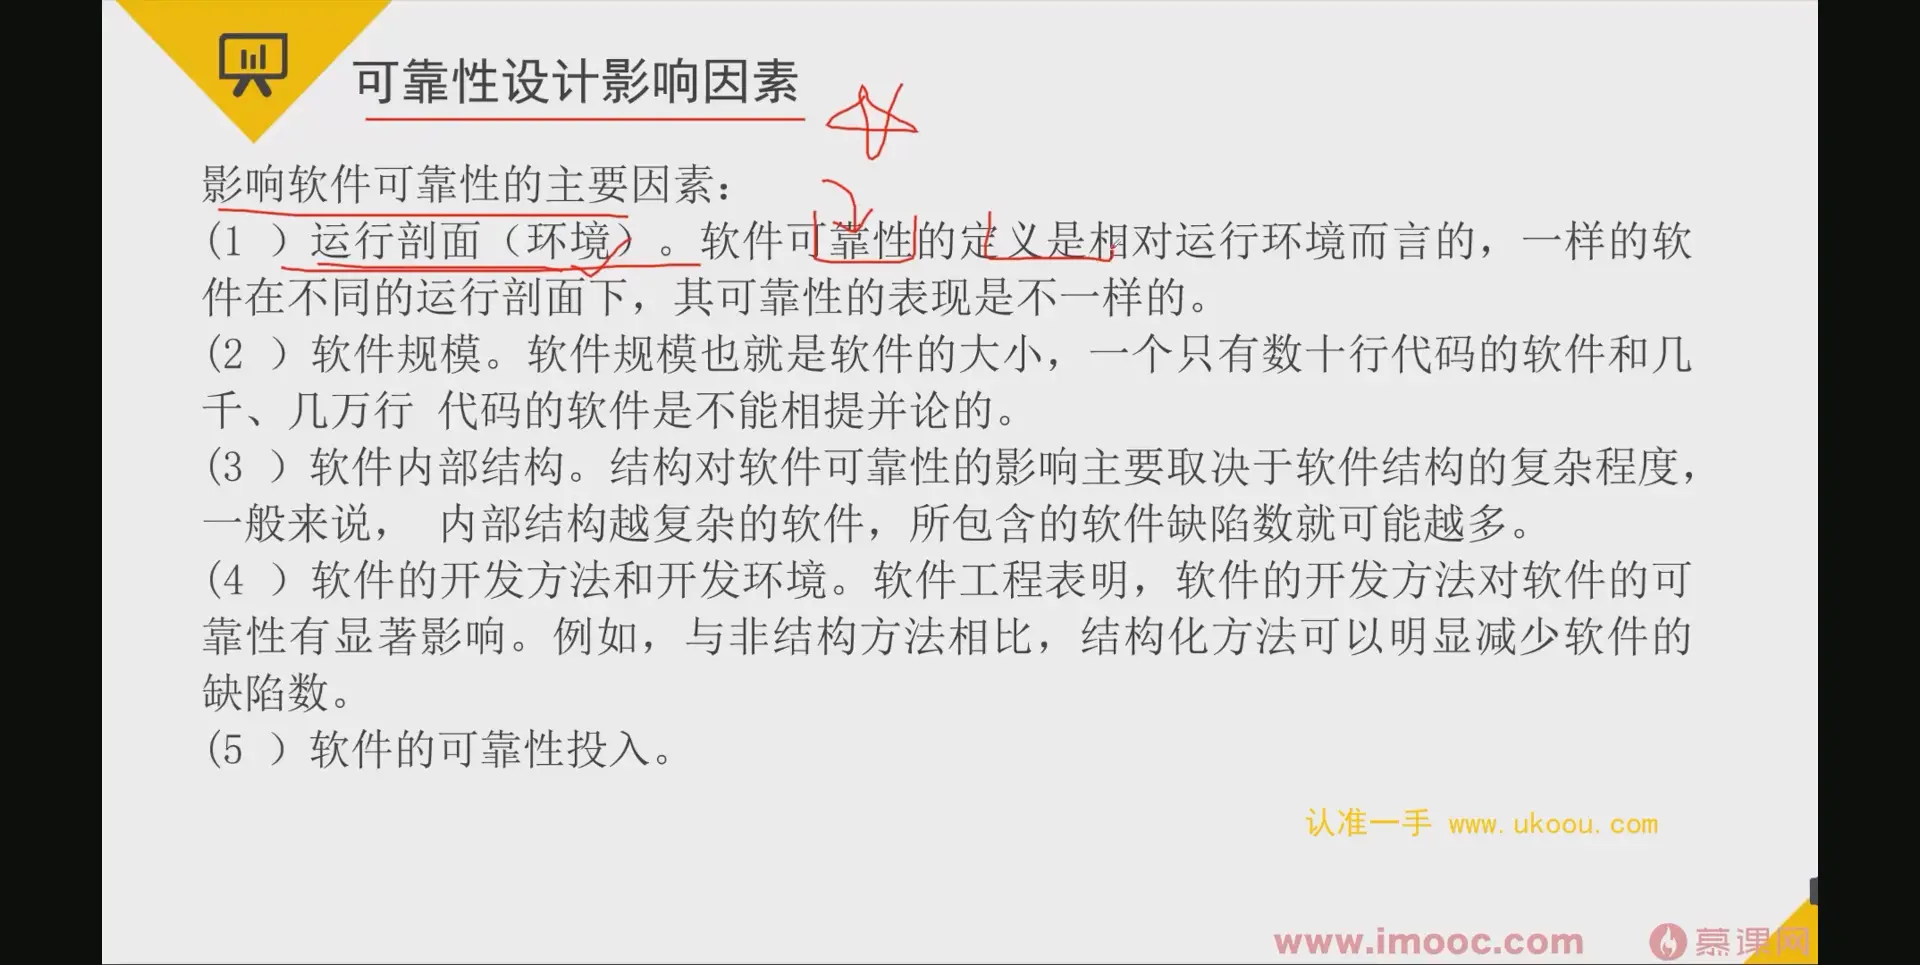 可靠性设计影响因素
影响软件可靠性的主要因素：
(1 ）运行剖面（环境）。软件可靠性的定义是相对运行环境而言的，一样的软
件在不同的运行剖面下，其可靠性的表现是不一样的。
(2 ）软件规模。软件规模也就是软件的大小，一个只有数十行代码的软件和几
千、几万行 代码的软件是不能相提并论的。
(3 ）软件内部结构。结构对软件可靠性的影响主要取决于软件结构的复杂程度，
一般来说， 内部结构越复杂的软件，所包含的软件缺陷数就可能越多。
(4 ）软件的开发方法和开发环境。软件工程表明，软件的开发方法对软件的可
靠性有显著影响。例如，与非结构方法相比，结构化方法可以明显减少软件的
缺陷数。
(5 ）软件的可靠性投入。
认准一手 www.ukoou.com
www.imooc.com 慕课网